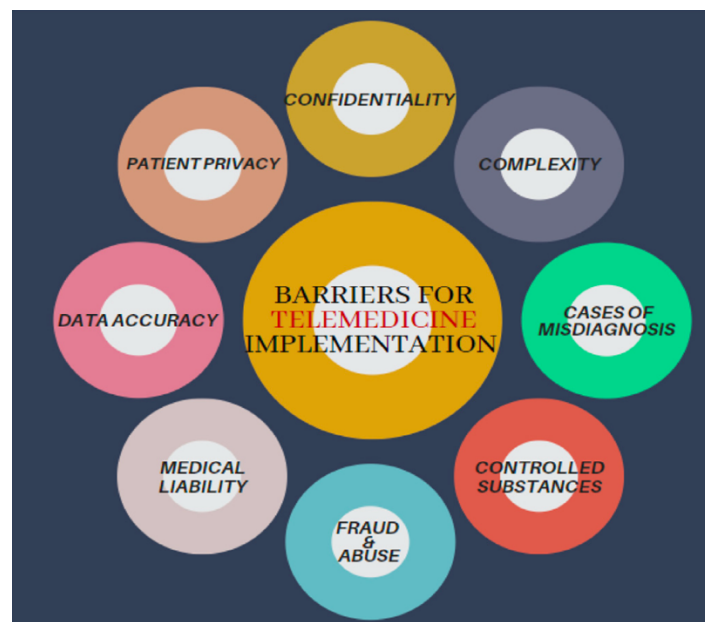 CONFIDENTIALITY
PATIENT PRIVACY
COMPLEXITY
BARRIERS FOR
TELEMEDICINE
IMPLEMENTATION
DATA ACCURACY
CASES OF
MISDIAGNOSIS
MEDICAL
LIABILITY
CONTROLLED
SUBSTANCES
FRAUD
&
ABUSE